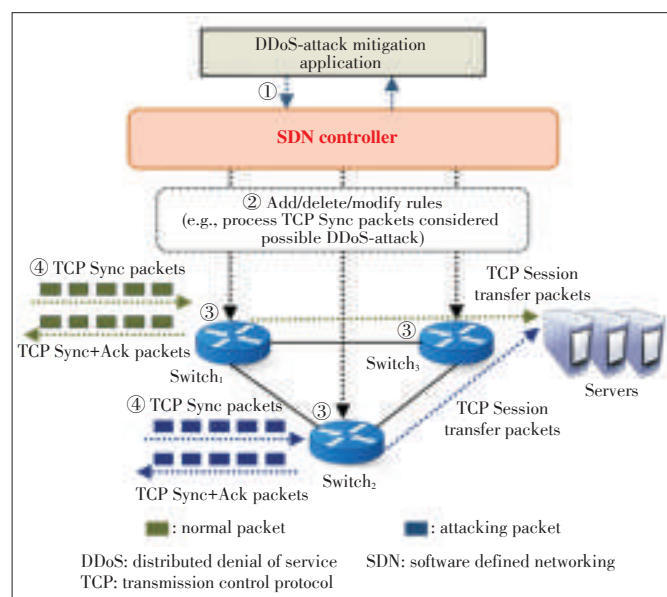 DDoS-attack mitigation
application
①
SDN controller
② Add/delete/modify rules
(e.g., process TCP Sync packets considered
possible DDoS-attack)
④ TCP Sync packets
TCP Sync+Ack packets
③
Switch₁
TCP Session
transfer packets
③
Switch₃
Servers
④ TCP Sync packets
TCP Sync+Ack packets
③
Switch₂
TCP Session
transfer packets
: normal packet
: attacking packet
DDoS: distributed denial of service
SDN: software defined networking
TCP: transmission control protocol